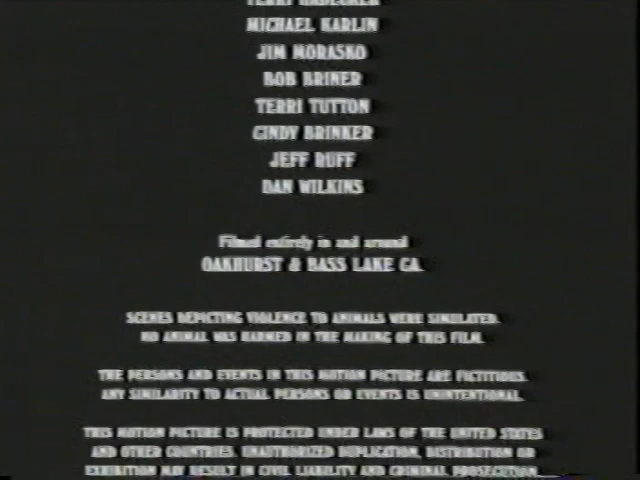 MICHAEL KARLIN
JIM MORASKO
BOB BRINER
TERRI TUTTON
CINDY BRINKER
JEFF RUFF
DAN WILKINS
Filmed entirely in and around
OAKHURST & BASS LAKE CA.
SCENES DEPICTING VIOLENCE TO ANIMALS WERE SIMULATED.
NO ANIMAL WAS HARMED IN THE MAKING OF THIS FILM.
THE PERSONS AND EVENTS IN THIS MOTION PICTURE ARE FICTITIOUS.
ANY SIMILARITY TO ACTUAL PERSONS OR EVENTS IS UNINTENTIONAL.
THIS MOTION PICTURE IS PROTECTED UNDER LAWS OF THE UNITED STATES
AND OTHER COUNTRIES. UNAUTHORIZED DUPLICATION, DISTRIBUTION OR
EXHIBITION MAY RESULT IN CIVIL LIABILITY AND CRIMINAL PROSECUTION.